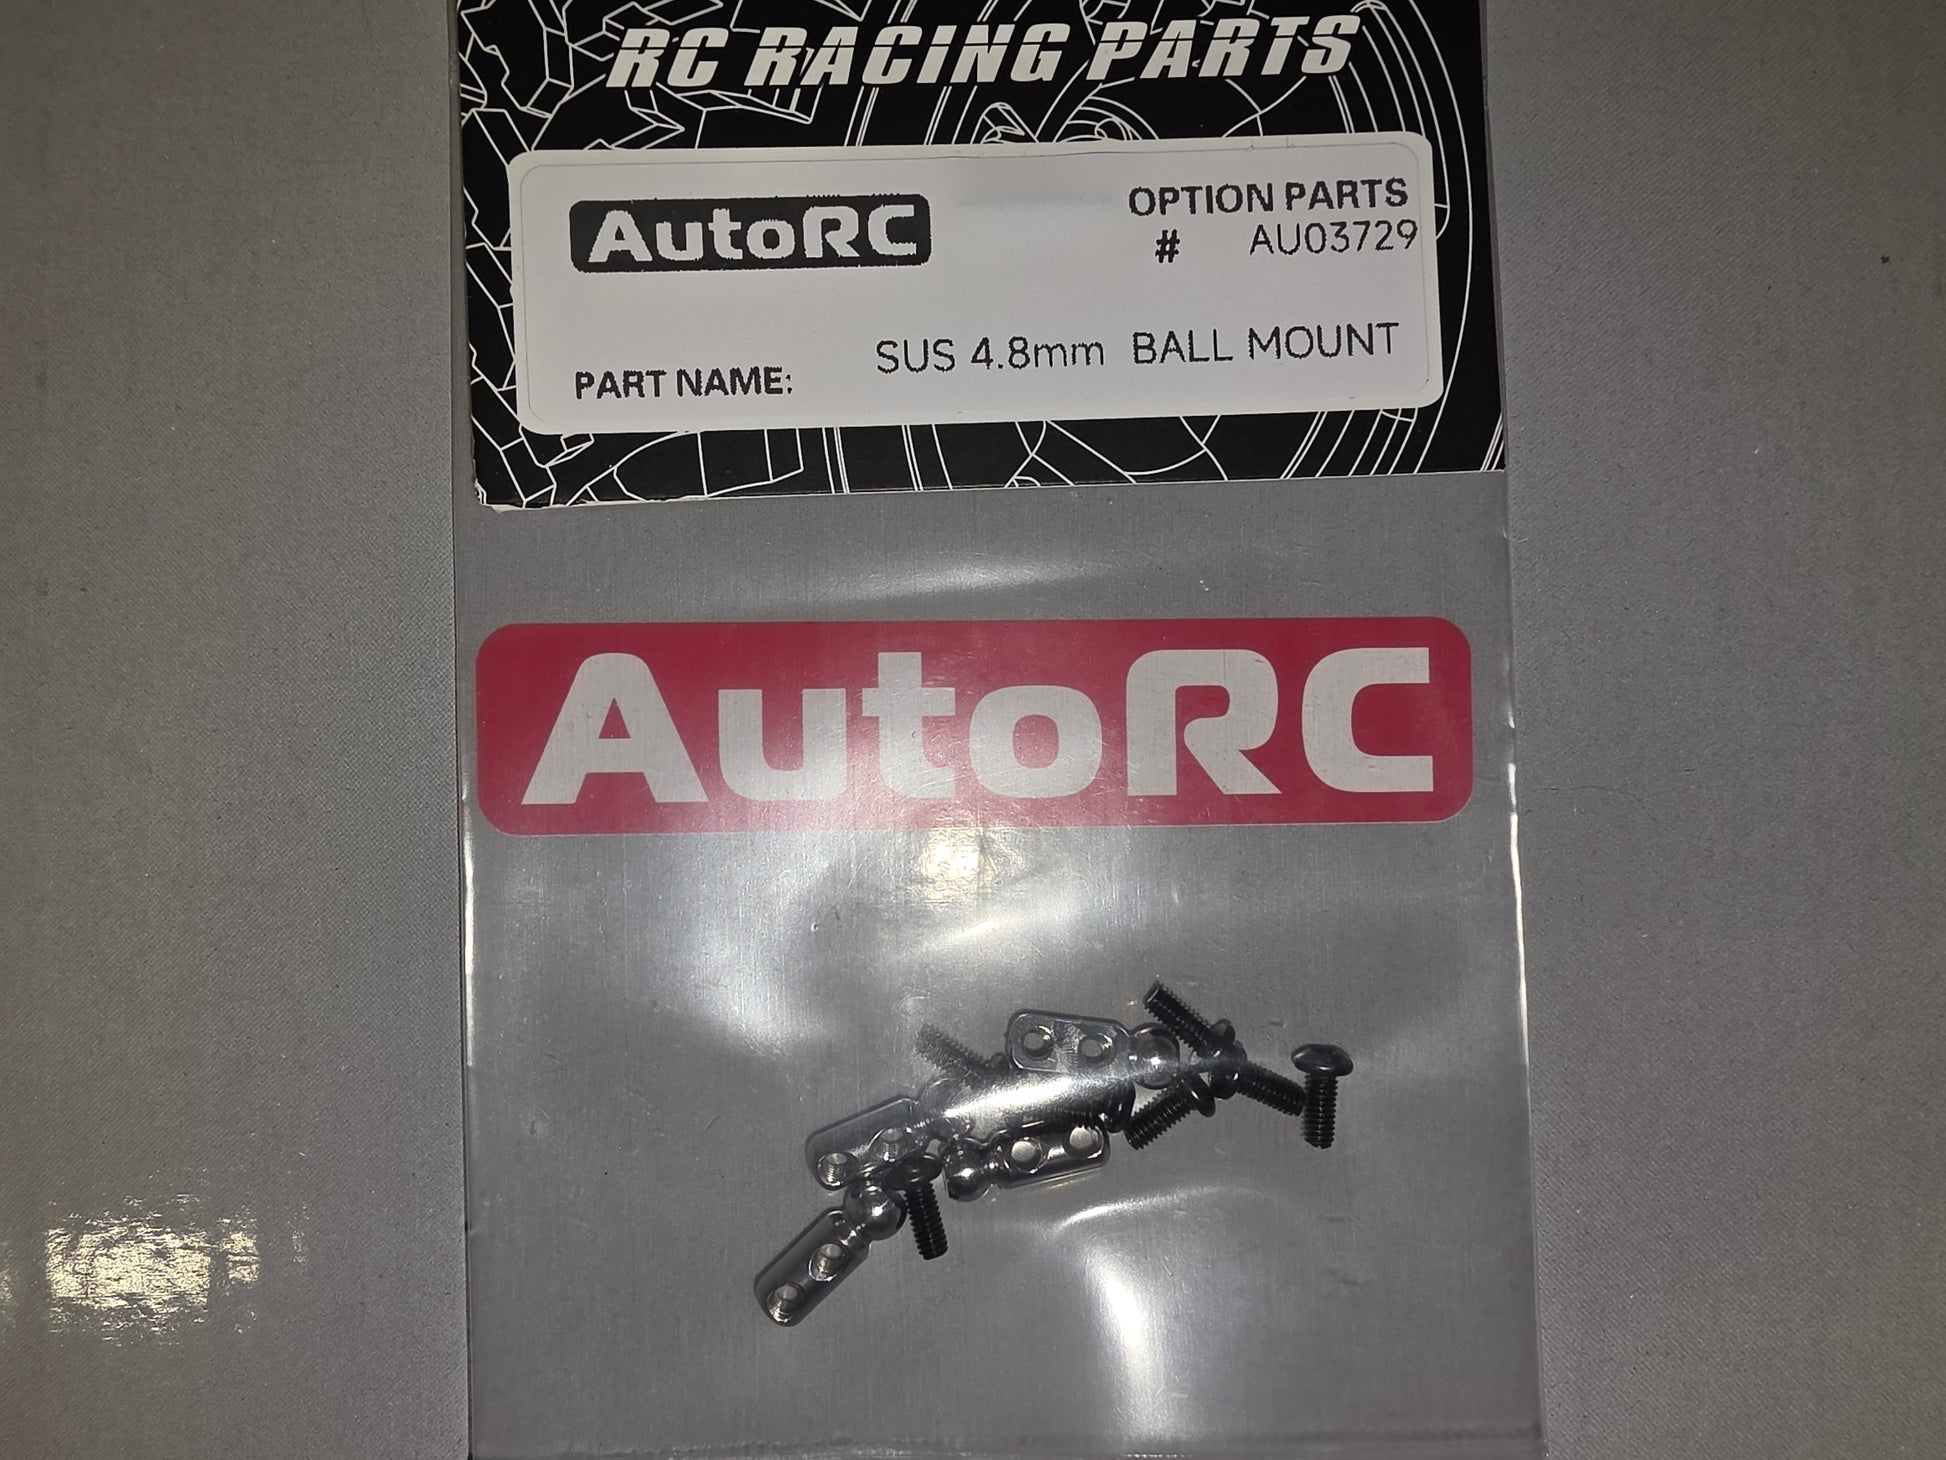 RC RACING PARTS
AutoRC
OPTION PARTS
# AU03729
PART NAME: SUS 4.8mm BALL MOUNT
AutoRC